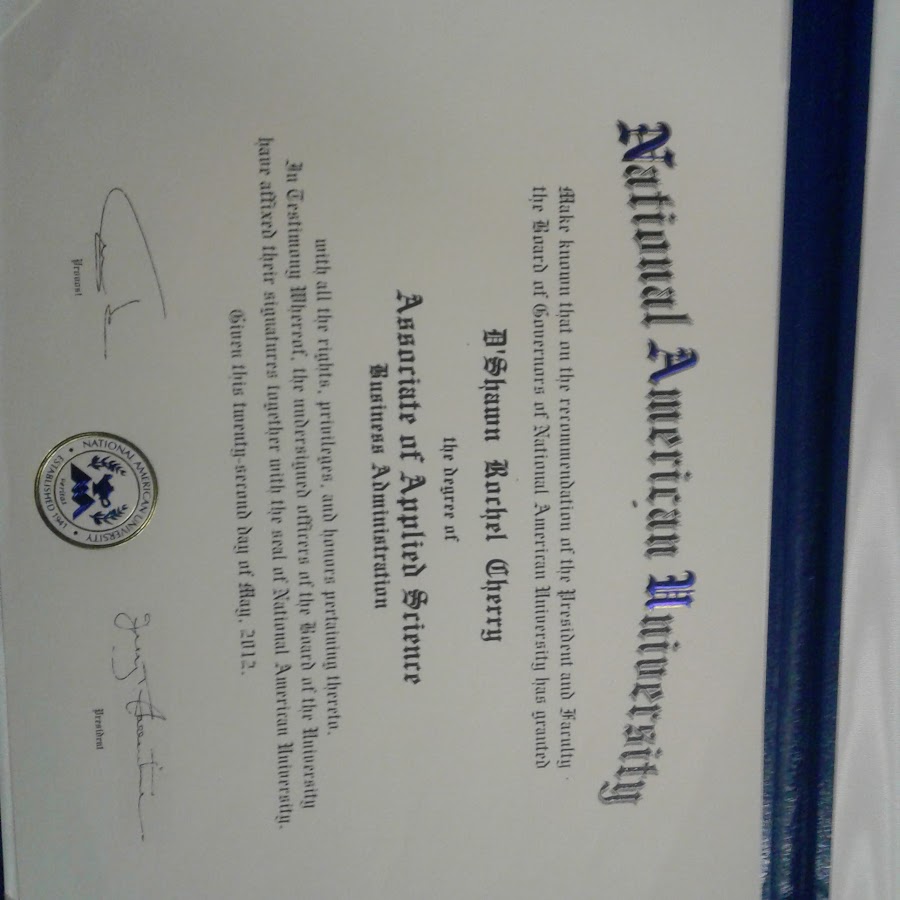 National American University
Make known that on the recommendation of the President and Faculty
the Board of Governors of National American University has granted
D'Shawn Rochel Cherry
the degree of
Associate of Applied Science
Business Administration
with all the rights, privileges, and honors pertaining thereto.
In Testimony Whereof, the undersigned officers of the Board of the University
have affixed their signatures together with the seal of National American University.
Given this twenty-second day of May, 2012.
Provost
NATIONAL AMERICAN UNIVERSITY
veritas
ESTABLISHED 1941
President